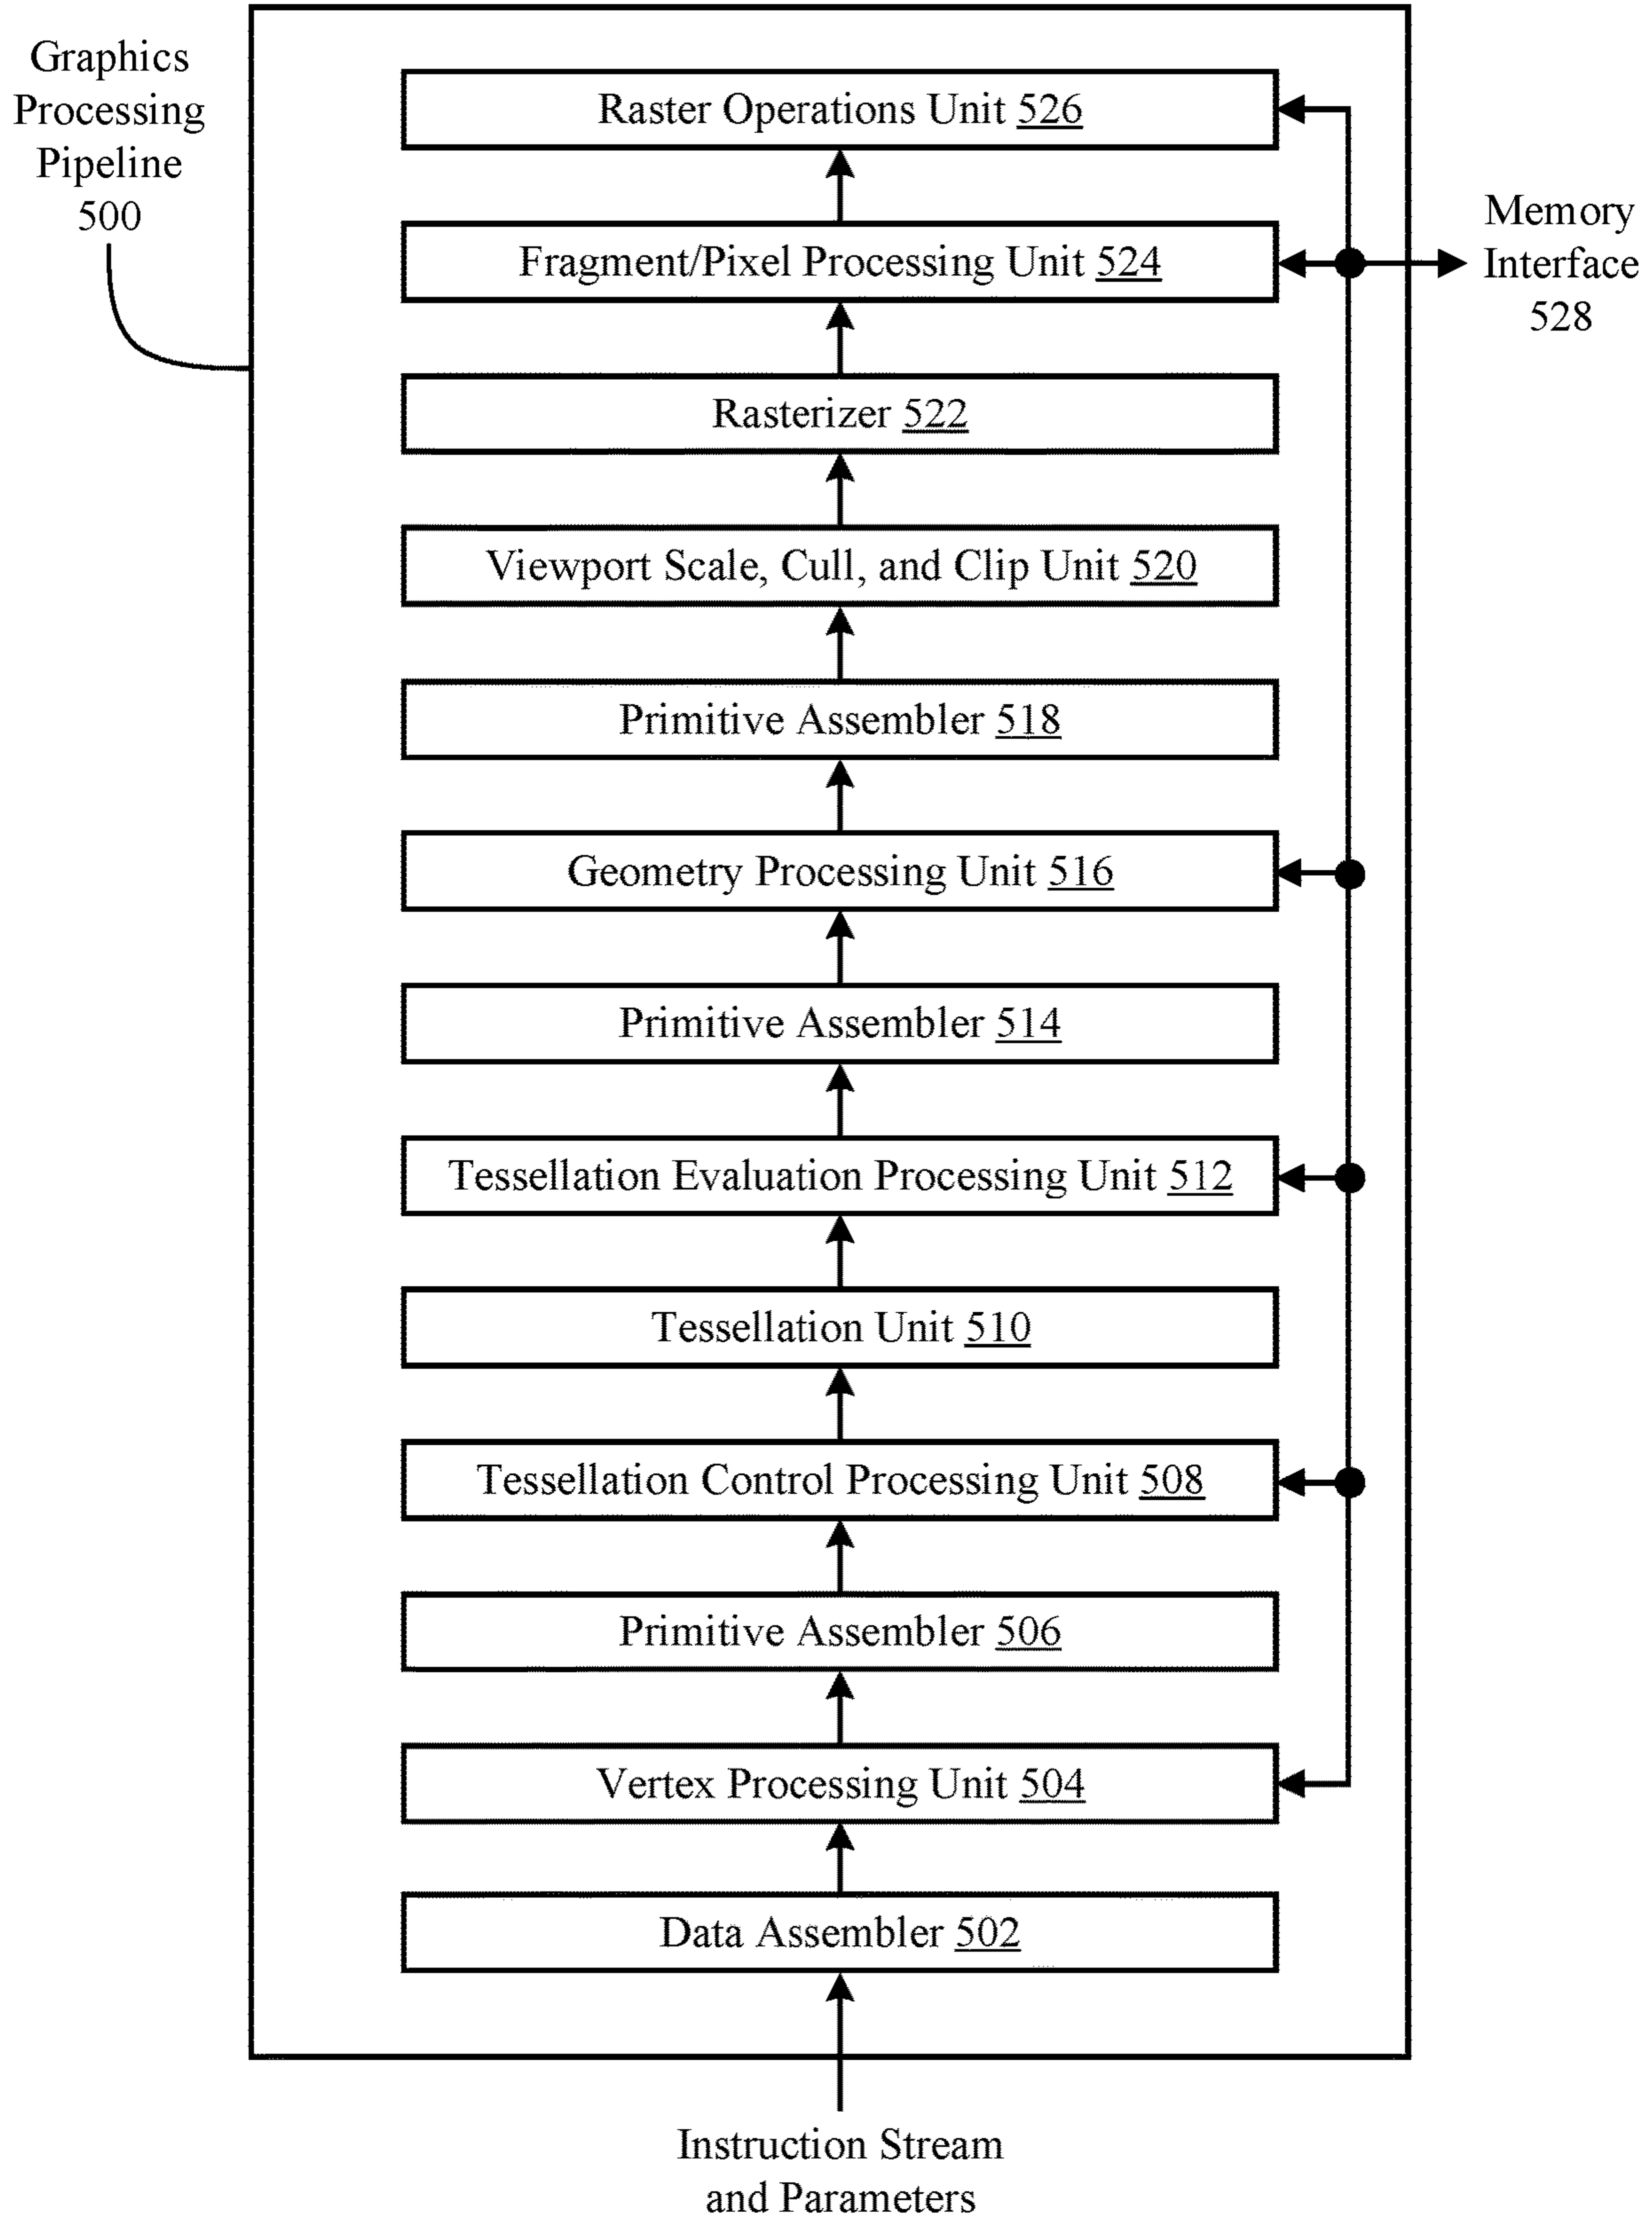 Graphics
Processing
Pipeline
500
Raster Operations Unit 526
Fragment/Pixel Processing Unit 524
Memory
Interface
528
Rasterizer 522
Viewport Scale, Cull, and Clip Unit 520
Primitive Assembler 518
Geometry Processing Unit 516
Primitive Assembler 514
Tessellation Evaluation Processing Unit 512
Tessellation Unit 510
Tessellation Control Processing Unit 508
Primitive Assembler 506
Vertex Processing Unit 504
Data Assembler 502
Instruction Stream
and Parameters